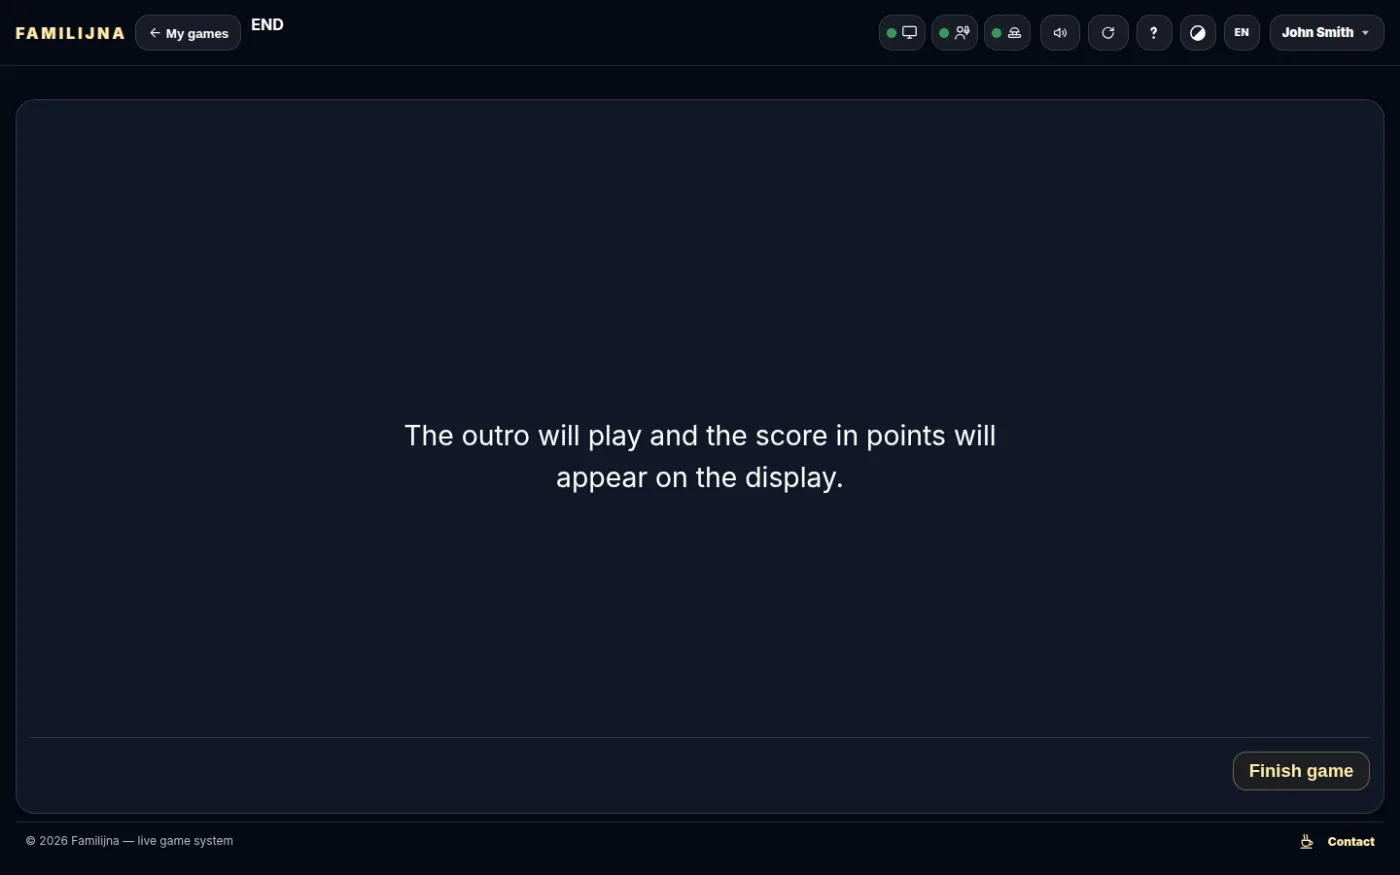 FAMILIJNA
← My games
END
?
EN
John Smith
The outro will play and the score in points will
appear on the display.
Finish game
© 2026 Familijna — live game system
Contact